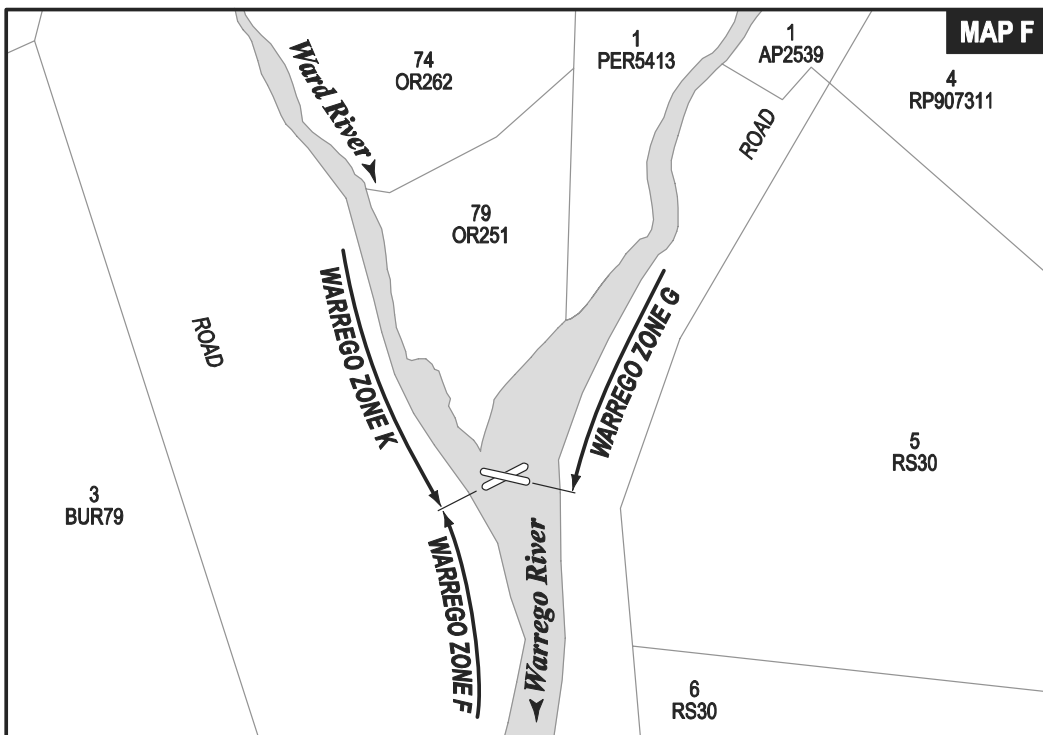 MAP F
74
OR262
1
PER5413
1
AP2539
4
RP907311
Ward River
ROAD
79
OR251
WARREGO ZONE K
WARREGO ZONE G
ROAD
5
RS30
3
BUR79
WARREGO ZONE F
Warrego River
6
RS30